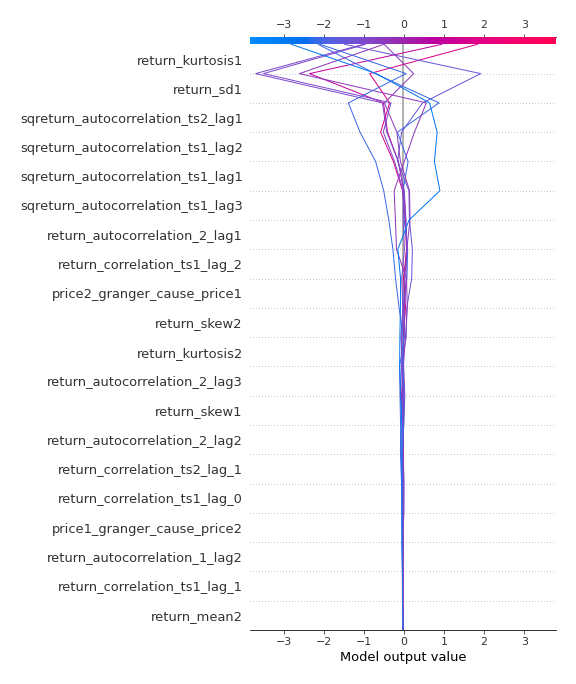 −3 −2 −1 0 1 2 3
return_kurtosis1
return_sd1
sqreturn_autocorrelation_ts2_lag1
sqreturn_autocorrelation_ts1_lag2
sqreturn_autocorrelation_ts1_lag1
sqreturn_autocorrelation_ts1_lag3
return_autocorrelation_2_lag1
return_correlation_ts1_lag_2
price2_granger_cause_price1
return_skew2
return_kurtosis2
return_autocorrelation_2_lag3
return_skew1
return_autocorrelation_2_lag2
return_correlation_ts2_lag_1
return_correlation_ts1_lag_0
price1_granger_cause_price2
return_autocorrelation_1_lag2
return_correlation_ts1_lag_1
return_mean2
−3 −2 −1 0 1 2 3
Model output value